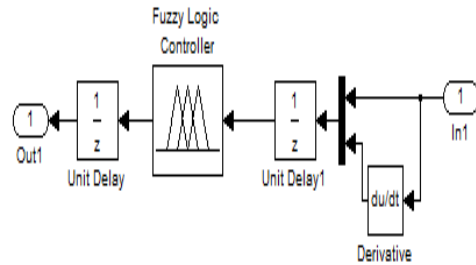 Fuzzy Logic
Controller
1
Out1
1
z
Unit Delay
1
z
Unit Delay1
1
In1
du/dt
Derivative